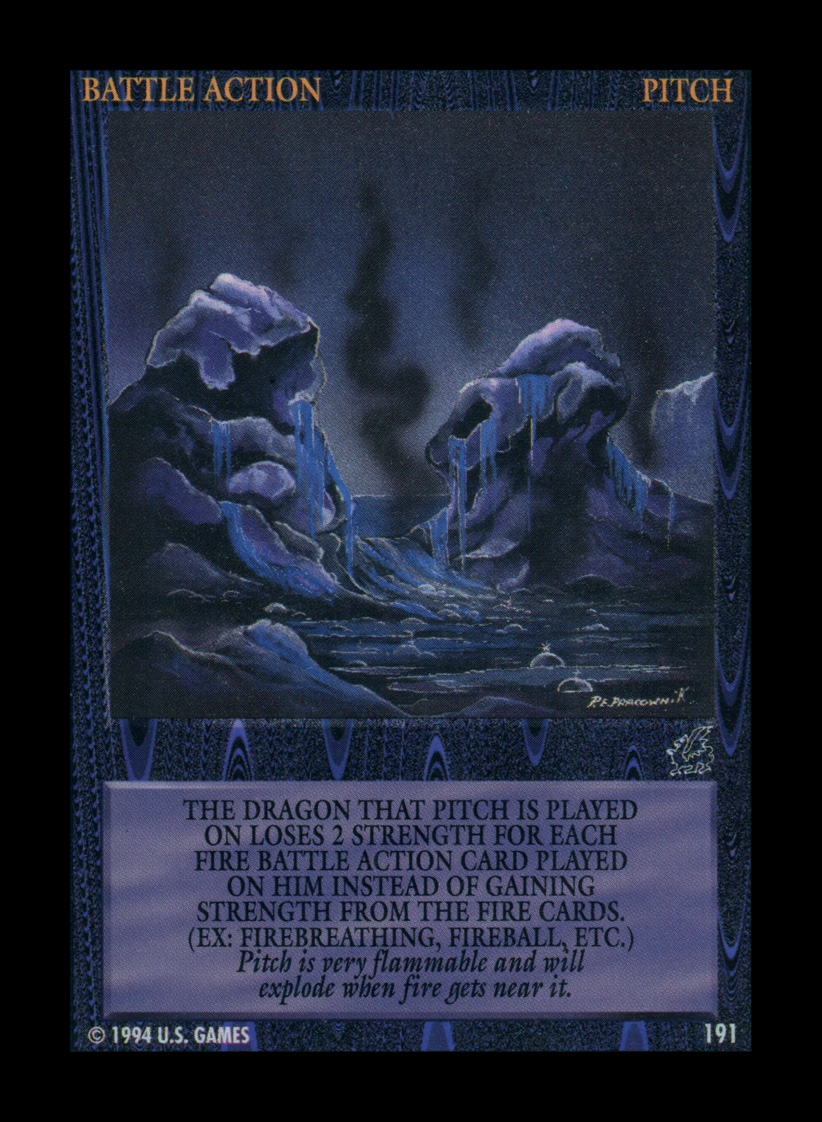 BATTLE ACTION PITCH
P.E. PRACOWNIK
THE DRAGON THAT PITCH IS PLAYED
ON LOSES 2 STRENGTH FOR EACH
FIRE BATTLE ACTION CARD PLAYED
ON HIM INSTEAD OF GAINING
STRENGTH FROM THE FIRE CARDS.
(EX: FIREBREATHING, FIREBALL, ETC.)
Pitch is very flammable and will
explode when fire gets near it.
© 1994 U.S. GAMES 191